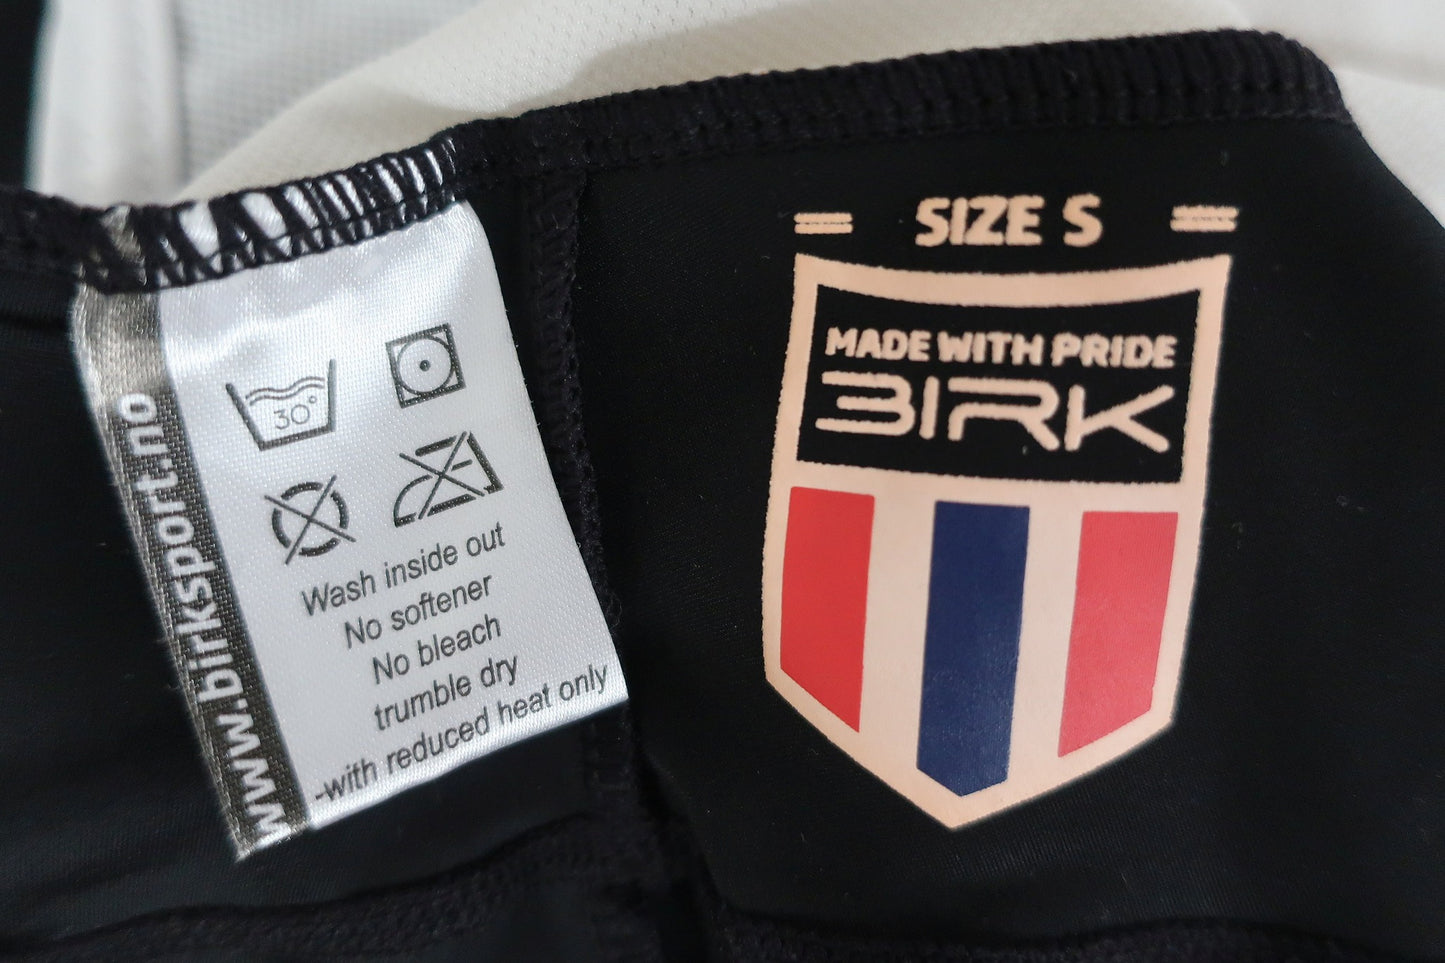 www.birksport.no
30°
Wash inside out
No softener
No bleach
trumble dry
-with reduced heat only
SIZE S
MADE WITH PRIDE
BIRK